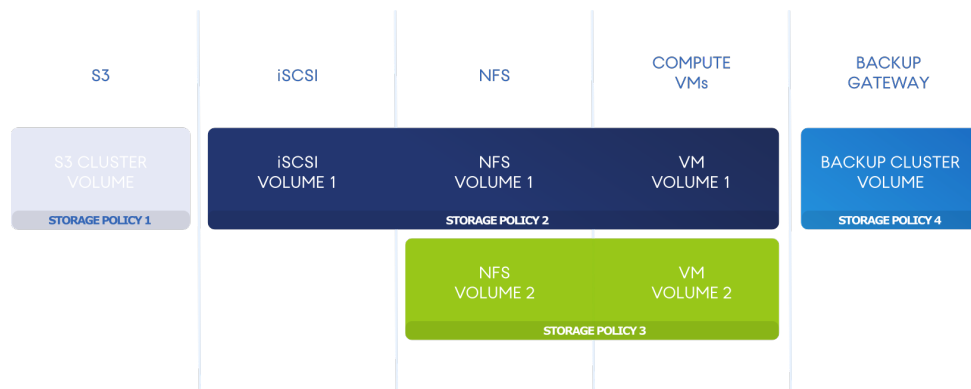 S3
iSCSI
NFS
COMPUTE
VMs
BACKUP
GATEWAY
S3 CLUSTER
VOLUME
STORAGE POLICY 1
iSCSI
VOLUME 1
NFS
VOLUME 1
VM
VOLUME 1
STORAGE POLICY 2
BACKUP CLUSTER
VOLUME
STORAGE POLICY 4
NFS
VOLUME 2
VM
VOLUME 2
STORAGE POLICY 3